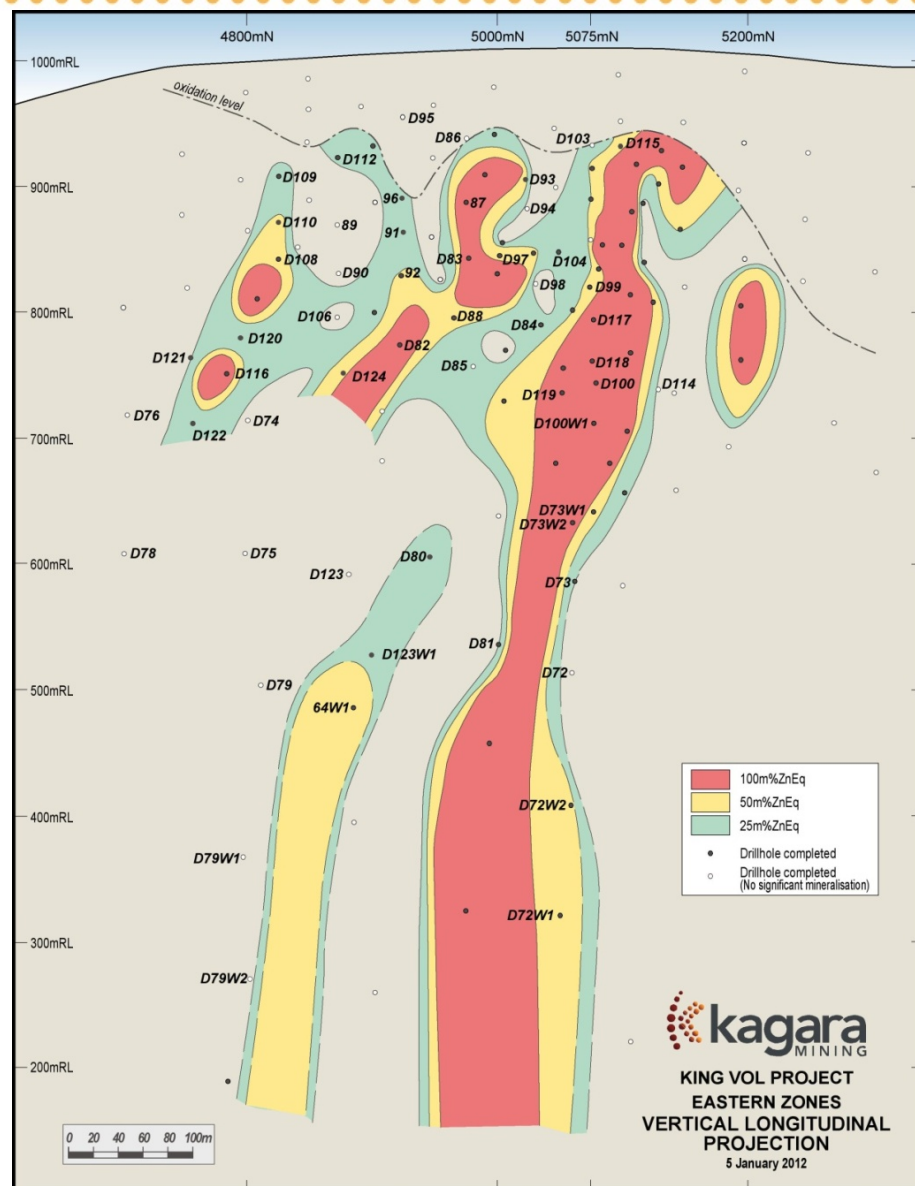 4800mN 5000mN 5075mN 5200mN
1000mRL
oxidation level
D95
D86 D103 D115
D112
900mRL
D109 D93
96 87 D94
D110 89 91
D108 D83 D97 D104
D90 92 D98 D99
800mRL
D106 D88 D84 D117
D120 D82
D121 D85 D118
D116 D124 D100 D114
D119
D76 D74 D100W1
D122
700mRL
D73W1
D73W2
600mRL
D78 D75 D80
D123 D73
D81
D123W1 D72
500mRL
D79
64W1
100m%ZnEq
50m%ZnEq
25m%ZnEq
Drillhole completed
Drillhole completed
(No significant mineralisation)
400mRL
D72W2
D79W1
300mRL
D72W1
D79W2
200mRL
kagara
MINING
KING VOL PROJECT
EASTERN ZONES
VERTICAL LONGITUDINAL
PROJECTION
5 January 2012
0 20 40 60 80 100m